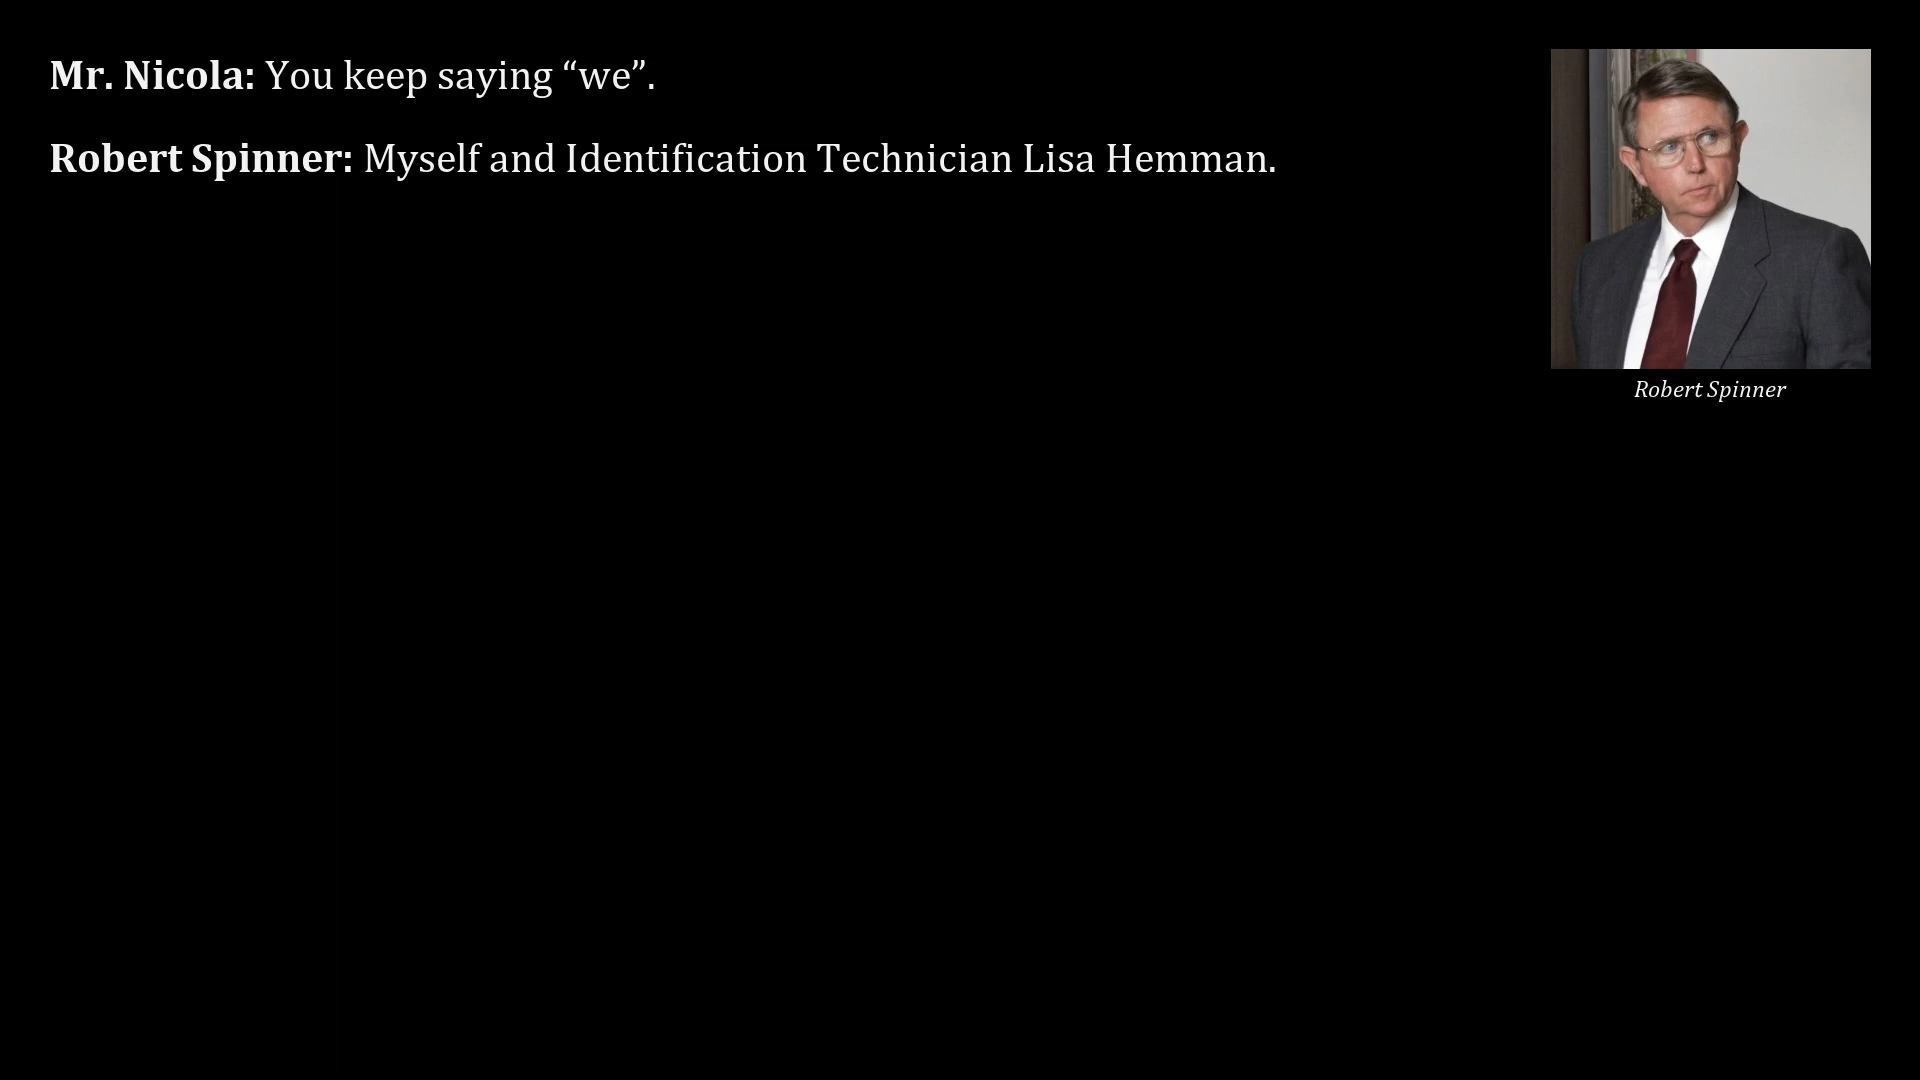 Mr. Nicola: You keep saying “we”.
Robert Spinner: Myself and Identification Technician Lisa Hemman.
Robert Spinner